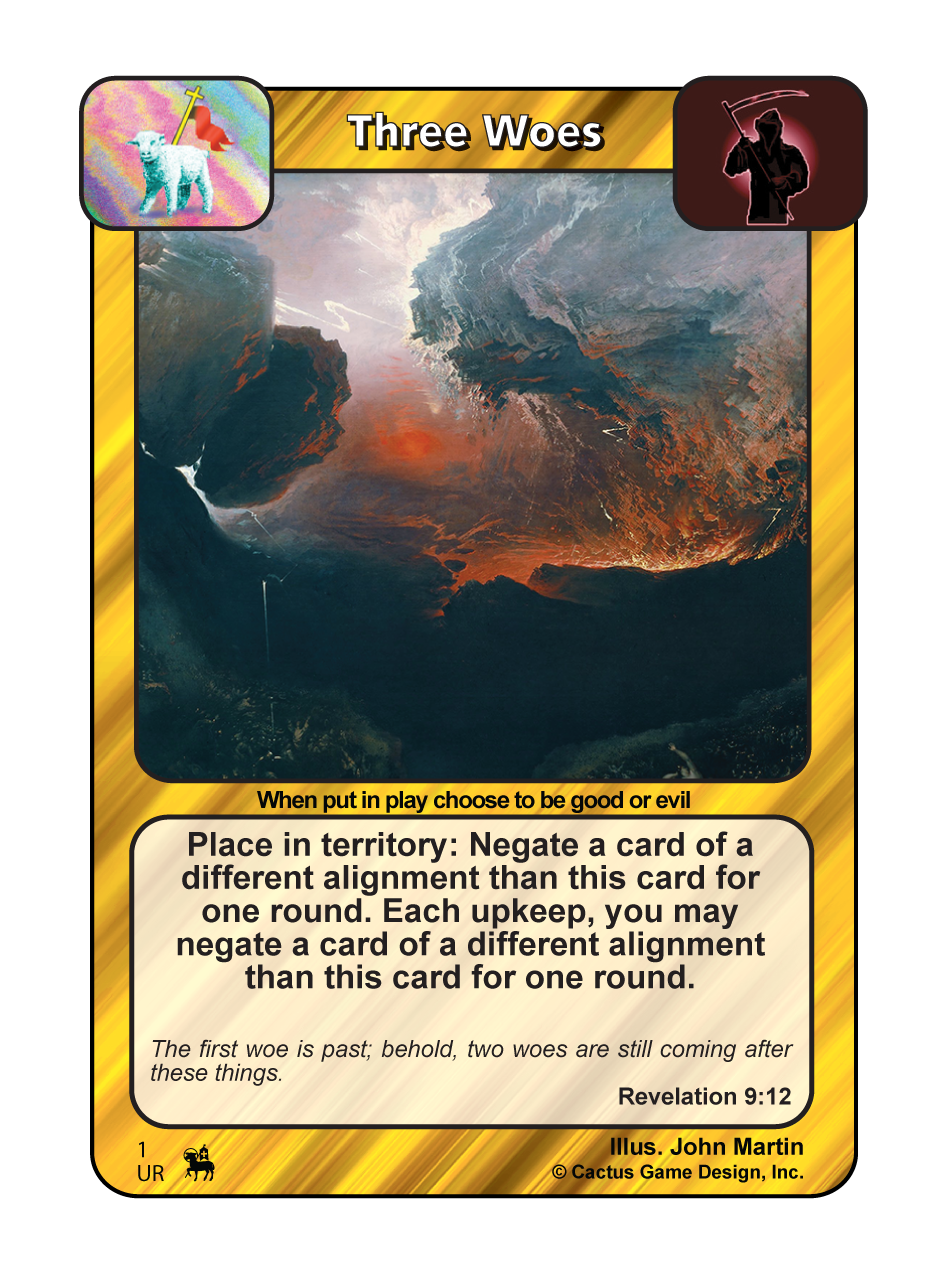 Three Woes
When put in play choose to be good or evil
Place in territory: Negate a card of a
different alignment than this card for
one round. Each upkeep, you may
negate a card of a different alignment
than this card for one round.
The first woe is past; behold, two woes are still coming after
these things.
Revelation 9:12
1
UR
Illus. John Martin
© Cactus Game Design, Inc.